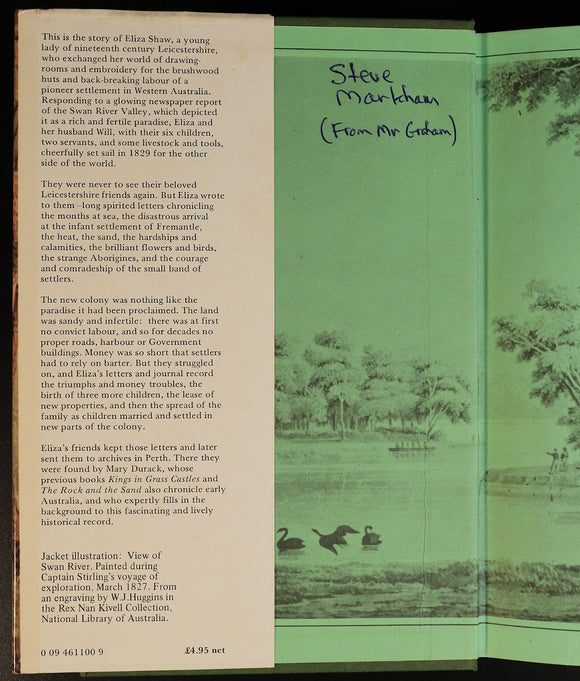 This is the story of Eliza Shaw, a young
lady of nineteenth century Leicestershire,
who exchanged her world of drawing-
rooms and embroidery for the brushwood
huts and back-breaking labour of a
pioneer settlement in Western Australia.
Responding to a glowing newspaper report
of the Swan River Valley, which depicted
it as a rich and fertile paradise, Eliza and
her husband Will, with their six children,
two servants, and some livestock and tools,
cheerfully set sail in 1829 for the other
side of the world.
They were never to see their beloved
Leicestershire friends again. But Eliza wrote
to them – long spirited letters chronicling
the months at sea, the disastrous arrival
at the infant settlement of Fremantle,
the heat, the sand, the hardships and
calamities, the brilliant flowers and birds,
the strange Aborigines, and the courage
and comradeship of the small band of
settlers.
The new colony was nothing like the
paradise it had been proclaimed. The land
was sandy and infertile: there was at first
no convict labour, and so for decades no
proper roads, harbour or Government
buildings. Money was so short that settlers
had to rely on barter. But they struggled
on, and Eliza's letters and journal record
the triumphs and money troubles, the
birth of three more children, the lease of
new properties, and then the spread of the
family as children married and settled in
new parts of the colony.
Eliza's friends kept those letters and later
sent them to archives in Perth. There they
were found by Mary Durack, whose
previous books Kings in Grass Castles and
The Rock and the Sand also chronicle early
Australia, and who expertly fills in the
background to this fascinating and lively
historical record.
Jacket illustration: View of
Swan River. Painted during
Captain Stirling's voyage of
exploration, March 1827. From
an engraving by W.J.Huggins in
the Rex Nan Kivell Collection,
National Library of Australia.
0 09 461100 9 £4.95 net
Steve
Markham
(From Mr Graham)